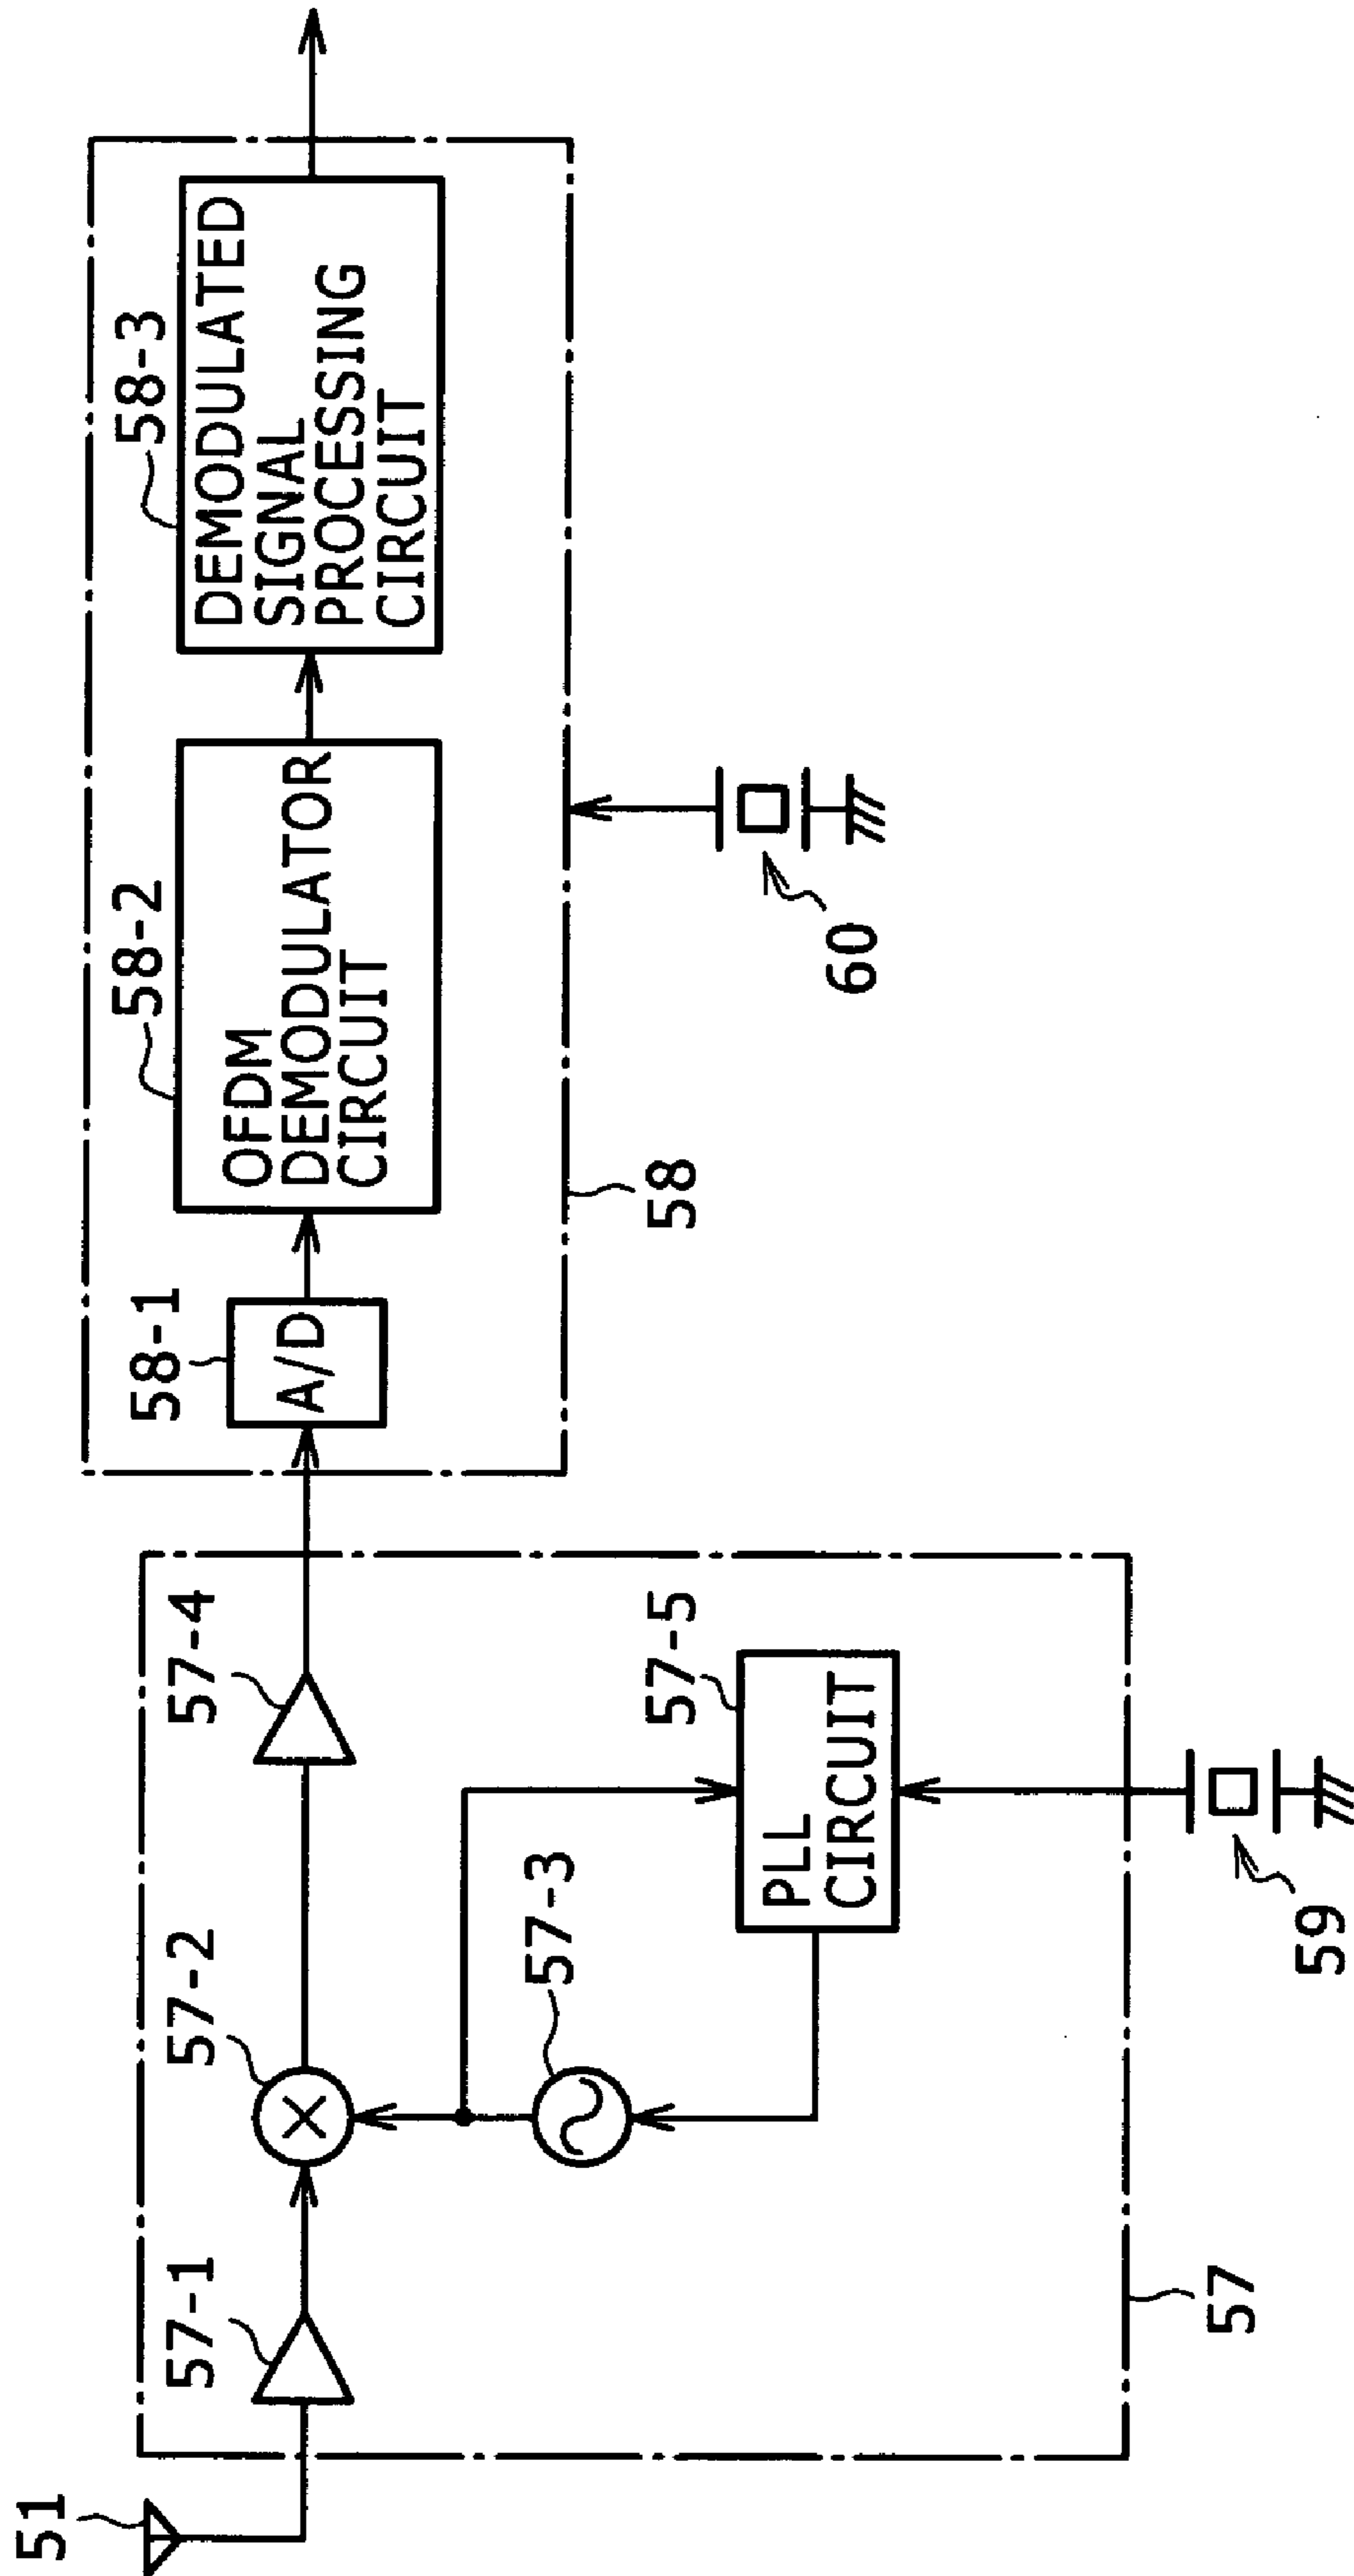 51
57-1
57-2
57-3
57-4
57-5
PLL
CIRCUIT
57
59
58-1
A/D
58-2
OFDM
DEMODULATOR
CIRCUIT
58-3
DEMODULATED
SIGNAL
PROCESSING
CIRCUIT
58
60